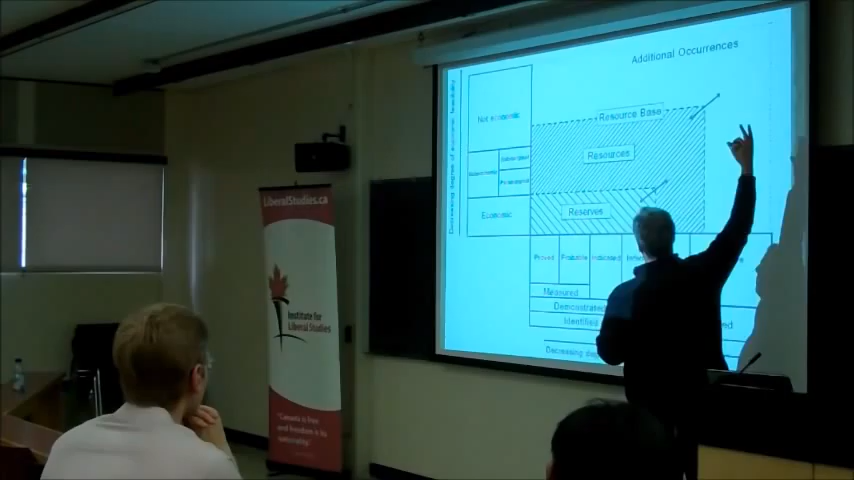 LiberalStudies.ca
Institute for
Liberal Studies
"Canada is free
and freedom is its
nationality."
Additional Occurrences
Decreasing degree of economic feasibility
Not economic
Resource Base
Resources
Economic
Reserves
Proved
Probable
Indicated
Measured
Demonstrated
Identified
Decreasing